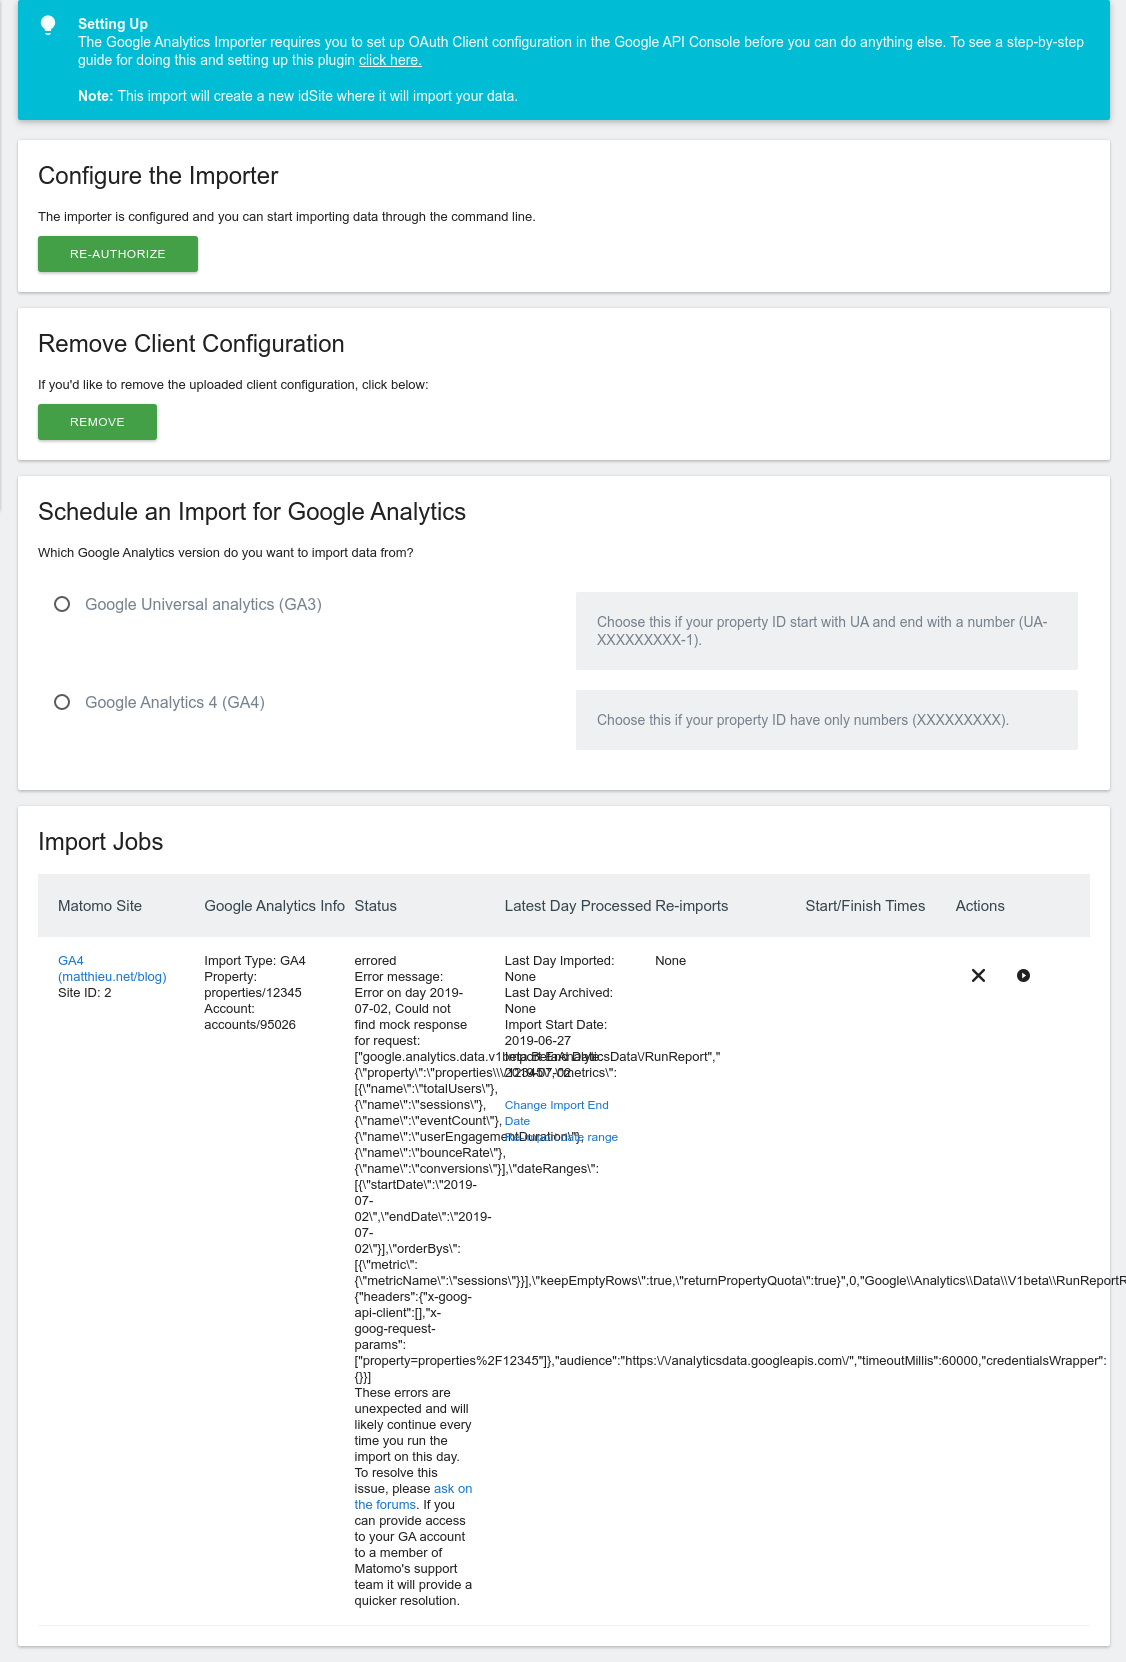 Setting Up
The Google Analytics Importer requires you to set up OAuth Client configuration in the Google API Console before you can do anything else. To see a step-by-step
guide for doing this and setting up this plugin click here.
Note: This import will create a new idSite where it will import your data.
Configure the Importer
The importer is configured and you can start importing data through the command line.
RE-AUTHORIZE
Remove Client Configuration
If you'd like to remove the uploaded client configuration, click below:
REMOVE
Schedule an Import for Google Analytics
Which Google Analytics version do you want to import data from?
Google Universal analytics (GA3)
Choose this if your property ID start with UA and end with a number (UA-
XXXXXXXXX-1).
Google Analytics 4 (GA4)
Choose this if your property ID have only numbers (XXXXXXXXX).
Import Jobs
Matomo Site Google Analytics Info Status Latest Day Processed Re-imports Start/Finish Times Actions
GA4
(matthieu.net/blog)
Site ID: 2
Import Type: GA4
Property:
properties/12345
Account:
accounts/95026
errored
Error message:
Error on day 2019-
07-02, Could not
find mock response
for request:
["google.analytics.data.v1beta.BetaAnalyticsData\/RunReport","
{\"property\":\"properties\\\/12345\",\"metrics\":
[{\"name\":\"totalUsers\"},
{\"name\":\"sessions\"},
{\"name\":\"eventCount\"},
{\"name\":\"userEngagementDuration\"},
{\"name\":\"bounceRate\"},
{\"name\":\"conversions\"}],\"dateRanges\":
[{\"startDate\":\"2019-
07-
02\",\"endDate\":\"2019-
07-
02\"}],\"orderBys\":
[{\"metric\":
{\"metricName\":\"sessions\"}}],\"keepEmptyRows\":true,\"returnPropertyQuota\":true}",0,"Google\\Analytics\\Data\\V1beta\\RunReportR
{"headers":{"x-goog-
api-client":[],"x-
goog-request-
params":
["property=properties%2F12345"]},"audience":"https:\/\/analyticsdata.googleapis.com\/","timeoutMillis":60000,"credentialsWrapper":
{}}]
These errors are
unexpected and will
likely continue every
time you run the
import on this day.
To resolve this
issue, please ask on
the forums. If you
can provide access
to your GA account
to a member of
Matomo's support
team it will provide a
quicker resolution.
Last Day Imported:
None
Last Day Archived:
None
Import Start Date:
2019-06-27
Import End Date:
2019-07-02
Change Import End
Date
Re-import date range
None